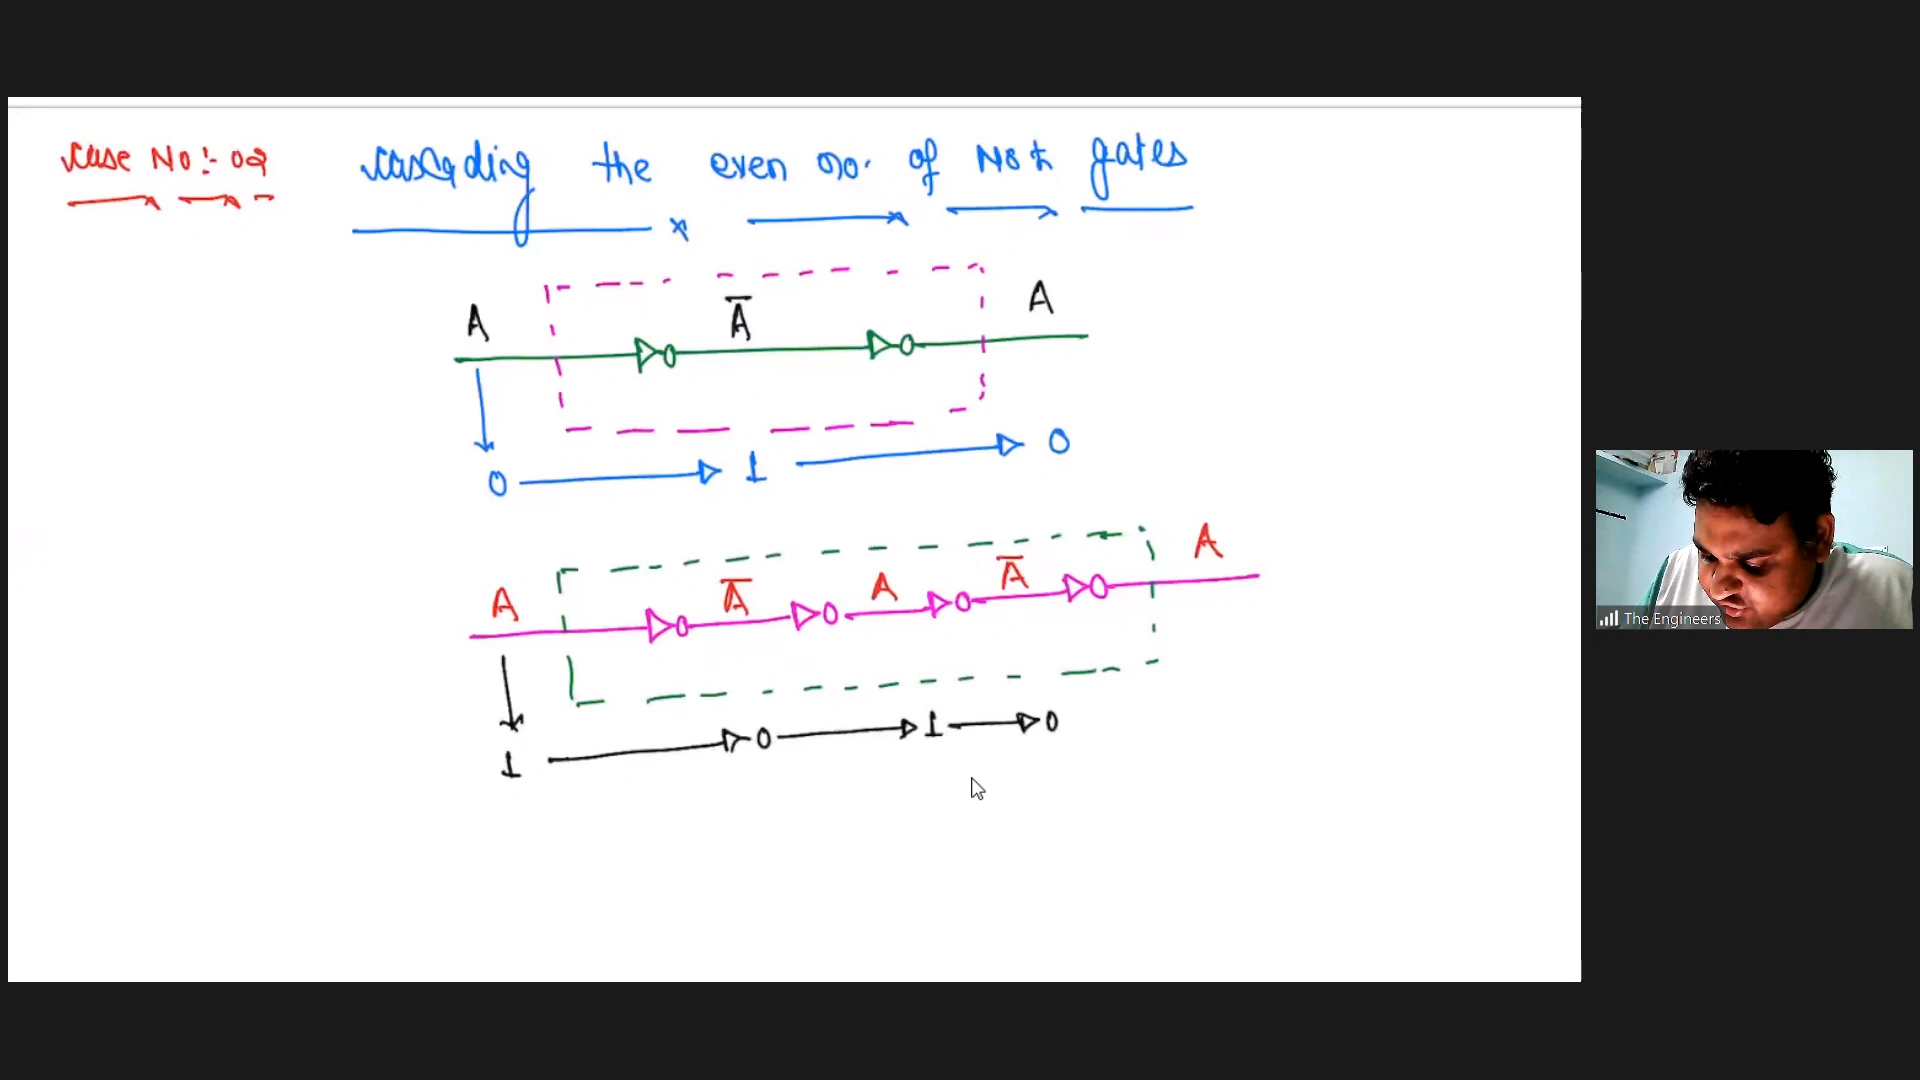 Case No:- 02 cascading the even no. of Not gates
A Ā A
0 1 0
A Ā A Ā A
1 0 1 0
The Engineers